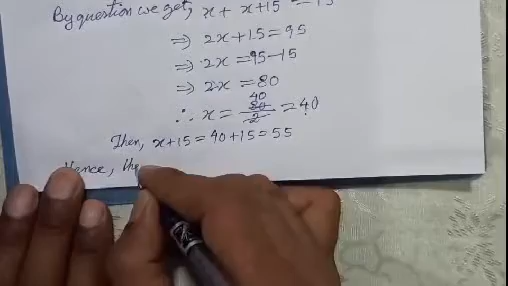 By question we get, x + x+15 =
⇒ 2x+15=95
⇒ 2x=95-15
⇒ 2x=80
∴ x= 40 80/2 =40
Then, x+15=40+15=55
Hence, the